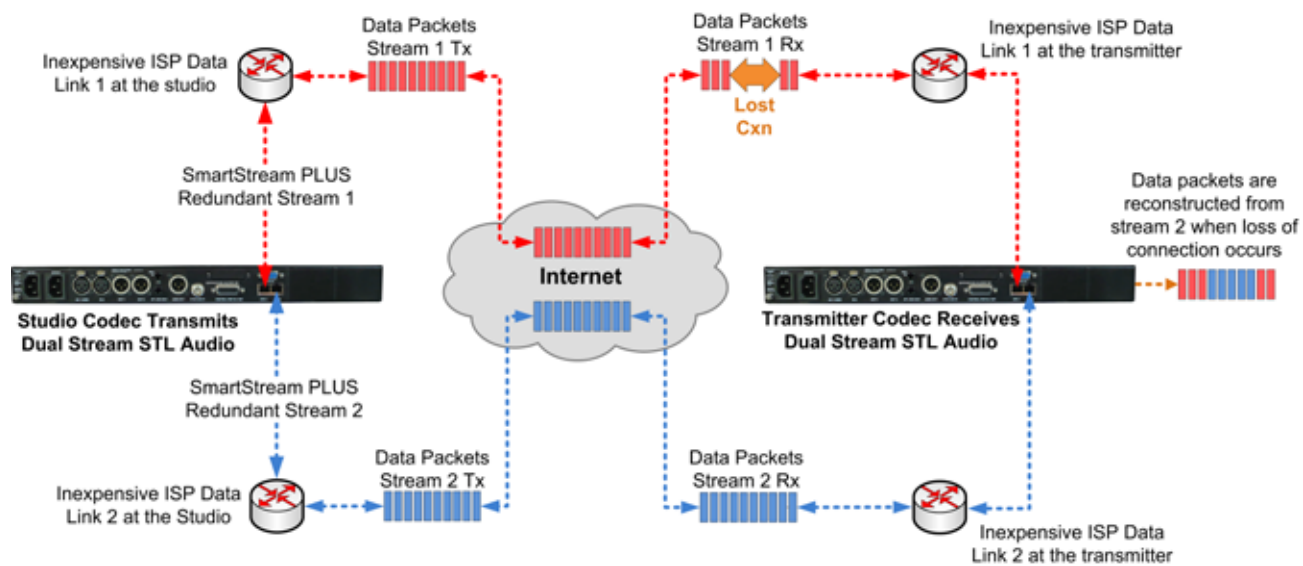 Inexpensive ISP Data
Link 1 at the studio
Data Packets
Stream 1 Tx
Data Packets
Stream 1 Rx
Lost
Cxn
Inexpensive ISP Data
Link 1 at the transmitter
SmartStream PLUS
Redundant Stream 1
Data packets are
reconstructed from
stream 2 when loss of
connection occurs
Internet
Studio Codec Transmits
Dual Stream STL Audio
Transmitter Codec Receives
Dual Stream STL Audio
SmartStream PLUS
Redundant Stream 2
Data Packets
Stream 2 Tx
Data Packets
Stream 2 Rx
Inexpensive ISP Data
Link 2 at the Studio
Inexpensive ISP Data
Link 2 at the transmitter